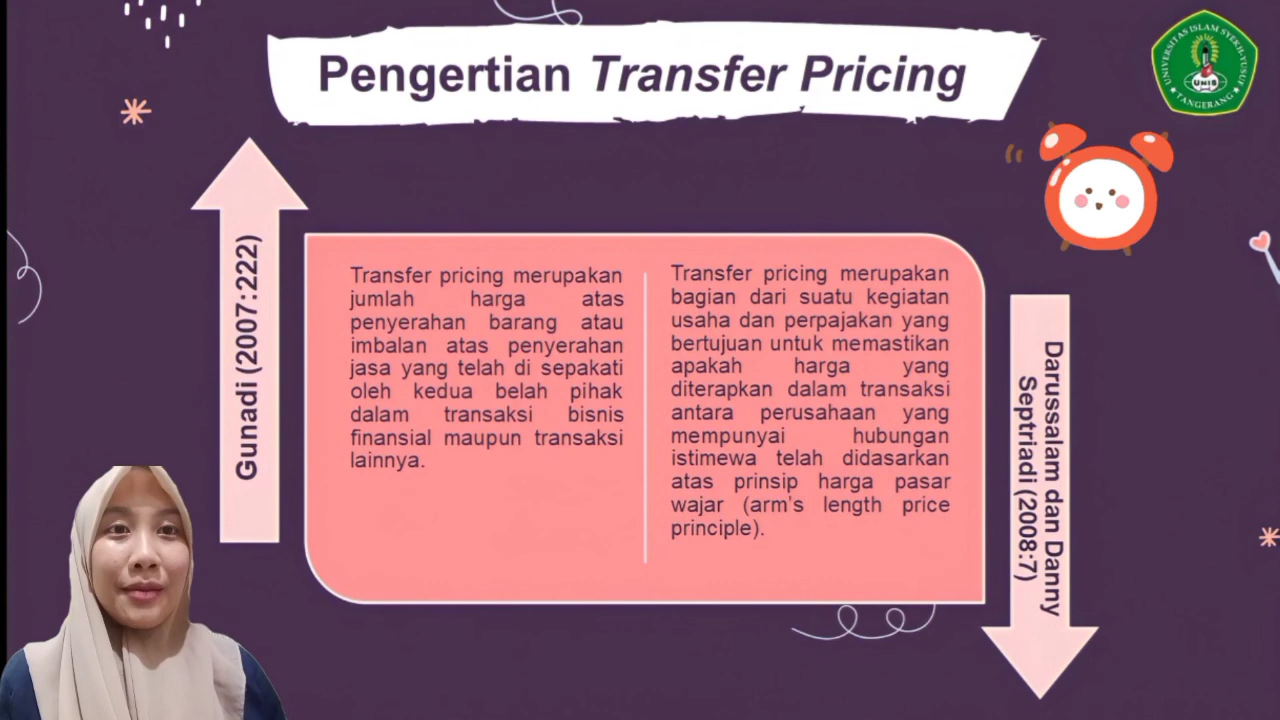 Pengertian Transfer Pricing
UNIVERSITAS ISLAM SYEKH-YUSUF
UNIS
TANGERANG
Gunadi (2007:222)
Transfer pricing merupakan
jumlah harga atas
penyerahan barang atau
imbalan atas penyerahan
jasa yang telah di sepakati
oleh kedua belah pihak
dalam transaksi bisnis
finansial maupun transaksi
lainnya.
Transfer pricing merupakan
bagian dari suatu kegiatan
usaha dan perpajakan yang
bertujuan untuk memastikan
apakah harga yang
diterapkan dalam transaksi
antara perusahaan yang
mempunyai hubungan
istimewa telah didasarkan
atas prinsip harga pasar
wajar (arm's length price
principle).
Darussalam dan Danny
Septriadi (2008:7)